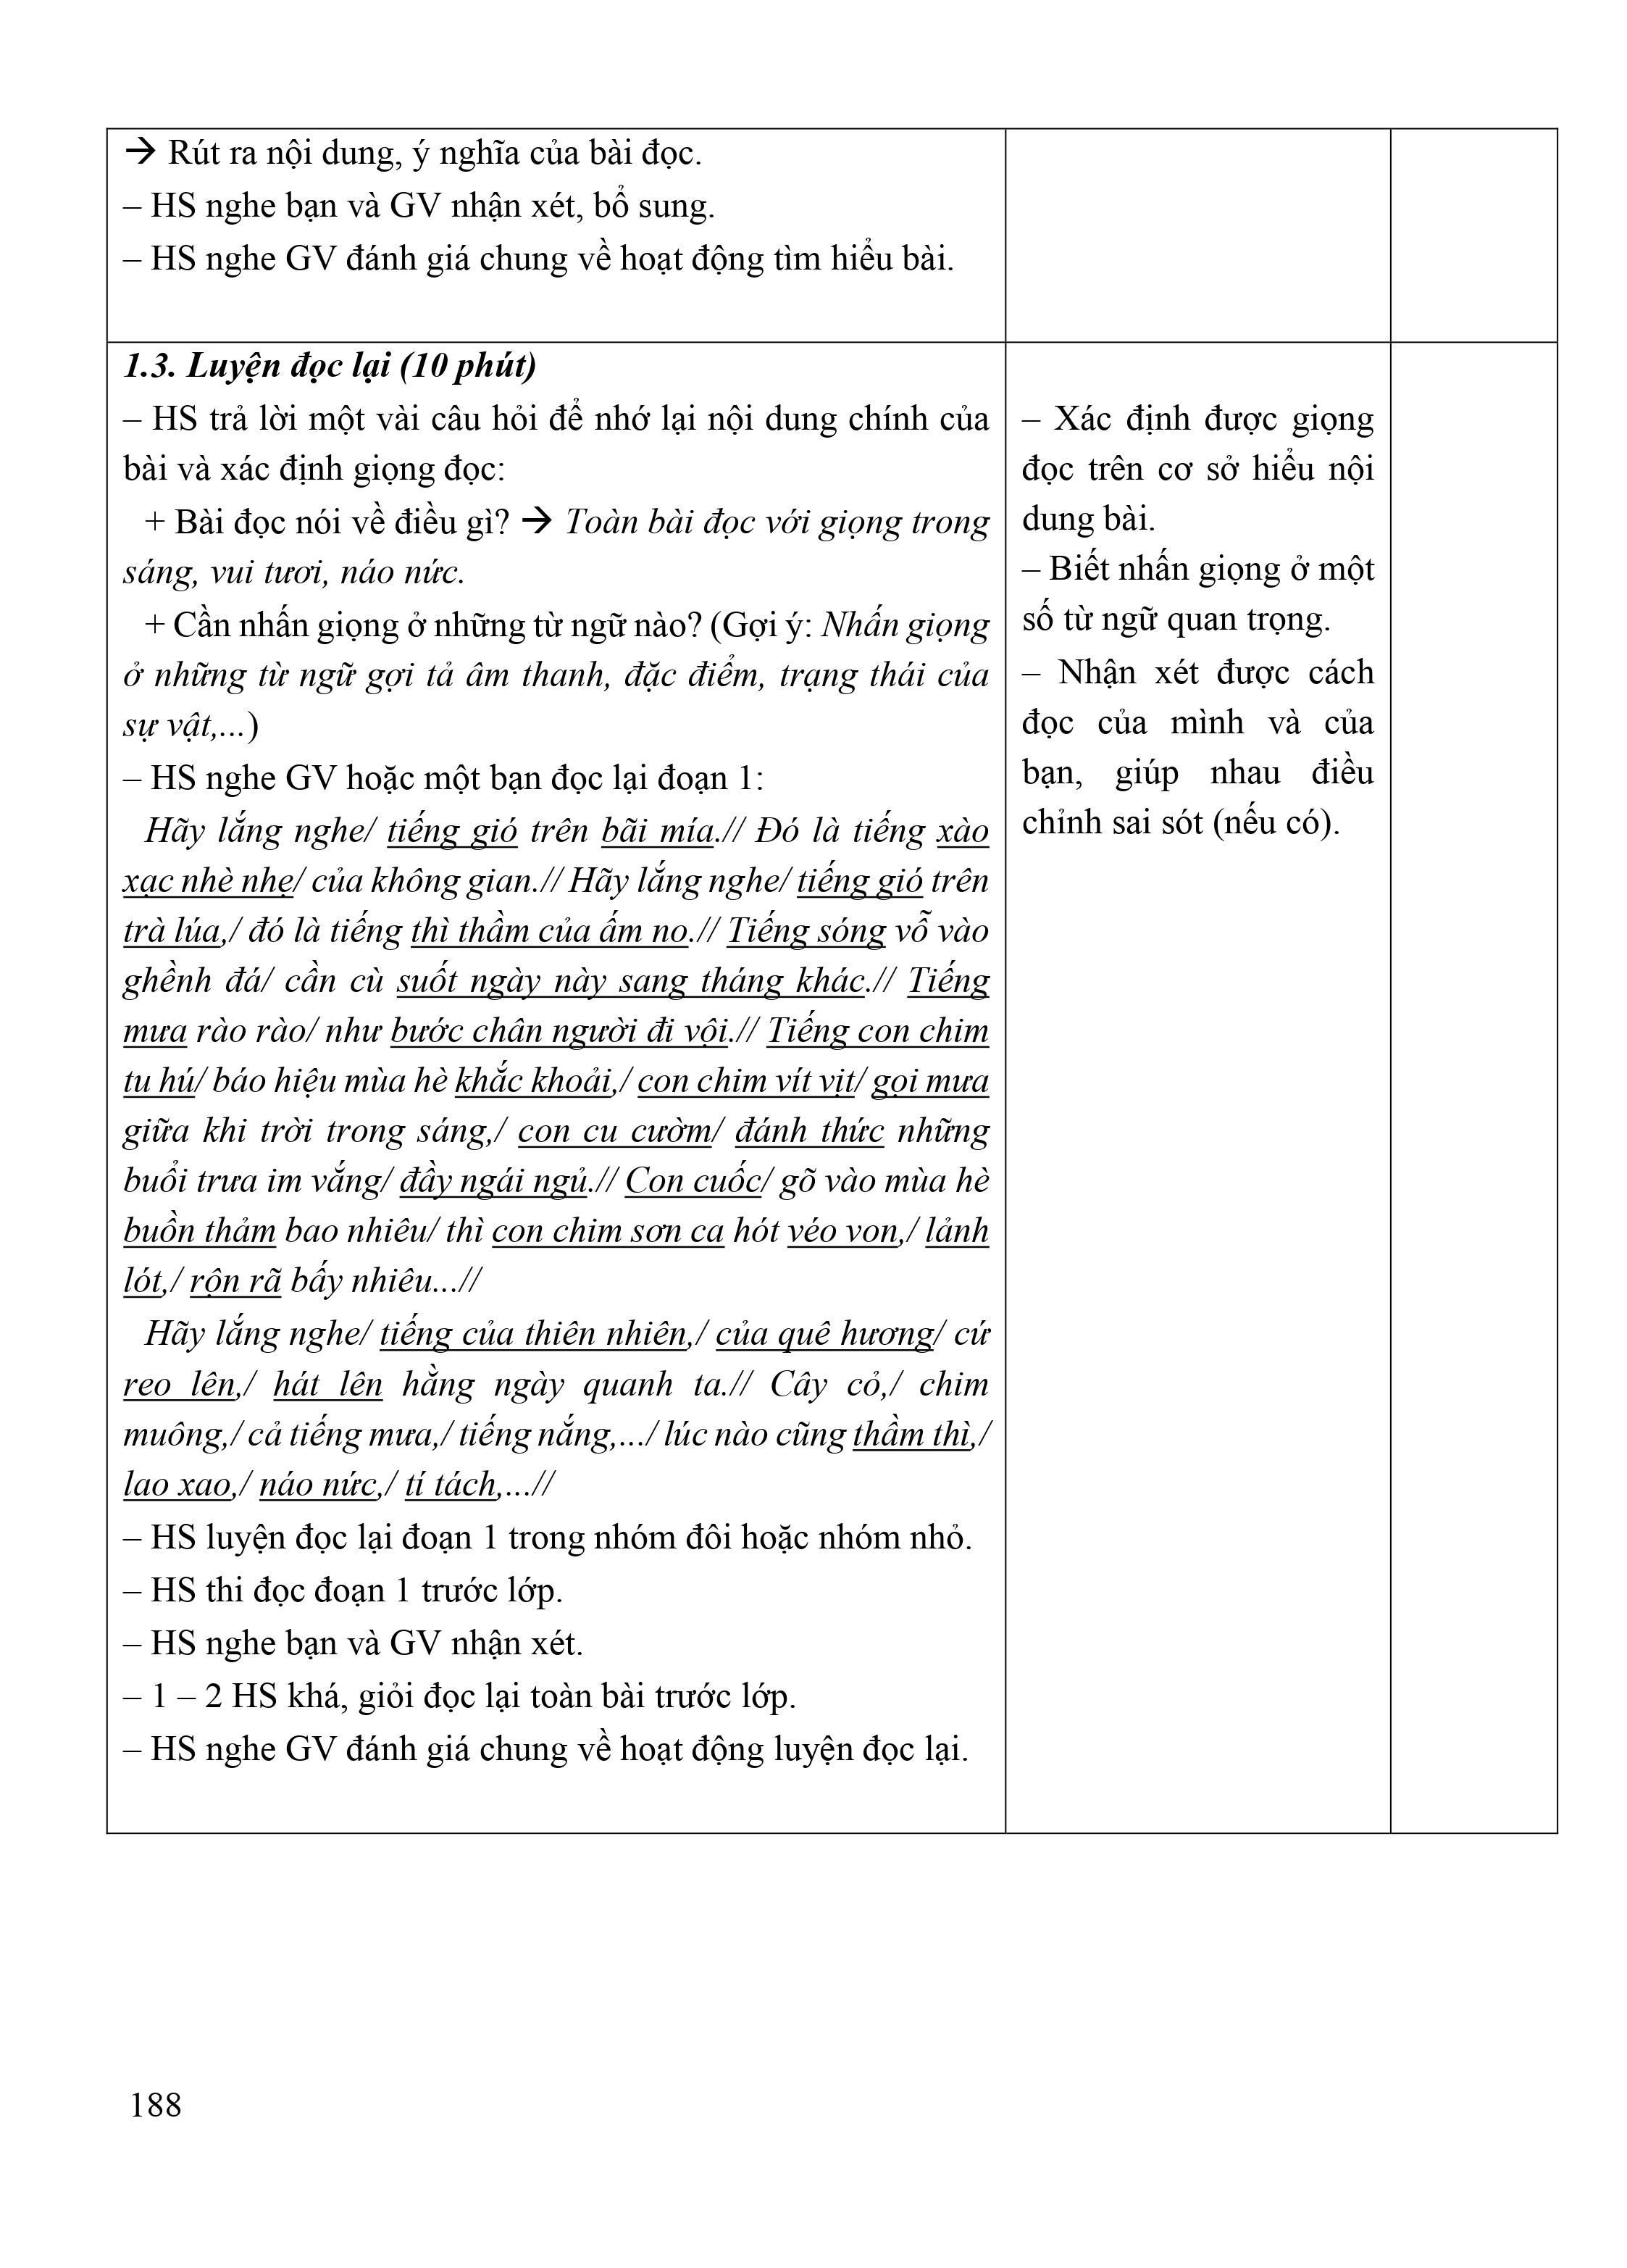 → Rút ra nội dung, ý nghĩa của bài đọc.
– HS nghe bạn và GV nhận xét, bổ sung.
– HS nghe GV đánh giá chung về hoạt động tìm hiểu bài.
1.3. Luyện đọc lại (10 phút)
– HS trả lời một vài câu hỏi để nhớ lại nội dung chính của
bài và xác định giọng đọc:
+ Bài đọc nói về điều gì? → Toàn bài đọc với giọng trong
sáng, vui tươi, náo nức.
+ Cần nhấn giọng ở những từ ngữ nào? (Gợi ý: Nhấn giọng
ở những từ ngữ gợi tả âm thanh, đặc điểm, trạng thái của
sự vật,...)
– HS nghe GV hoặc một bạn đọc lại đoạn 1:
Hãy lắng nghe/ tiếng gió trên bãi mía.// Đó là tiếng xào
xạc nhè nhẹ/ của không gian.// Hãy lắng nghe/ tiếng gió trên
trà lúa,/ đó là tiếng thì thầm của ấm no.// Tiếng sóng vỗ vào
ghềnh đá/ cần cù suốt ngày này sang tháng khác.// Tiếng
mưa rào rào/ như bước chân người đi vội.// Tiếng con chim
tu hú/ báo hiệu mùa hè khắc khoải,/ con chim vít vịt/ gọi mưa
giữa khi trời trong sáng,/ con cu cườm/ đánh thức những
buổi trưa im vắng/ đầy ngái ngủ.// Con cuốc/ gõ vào mùa hè
buồn thảm bao nhiêu/ thì con chim sơn ca hót véo von,/ lảnh
lót,/ rộn rã bấy nhiêu...//
Hãy lắng nghe/ tiếng của thiên nhiên,/ của quê hương/ cứ
reo lên,/ hát lên hằng ngày quanh ta.// Cây cỏ,/ chim
muông,/ cả tiếng mưa,/ tiếng nắng,.../ lúc nào cũng thầm thì,/
lao xao,/ náo nức,/ tí tách,...//
– HS luyện đọc lại đoạn 1 trong nhóm đôi hoặc nhóm nhỏ.
– HS thi đọc đoạn 1 trước lớp.
– HS nghe bạn và GV nhận xét.
– 1 – 2 HS khá, giỏi đọc lại toàn bài trước lớp.
– HS nghe GV đánh giá chung về hoạt động luyện đọc lại.
– Xác định được giọng
đọc trên cơ sở hiểu nội
dung bài.
– Biết nhấn giọng ở một
số từ ngữ quan trọng.
– Nhận xét được cách
đọc của mình và của
bạn, giúp nhau điều
chỉnh sai sót (nếu có).
188